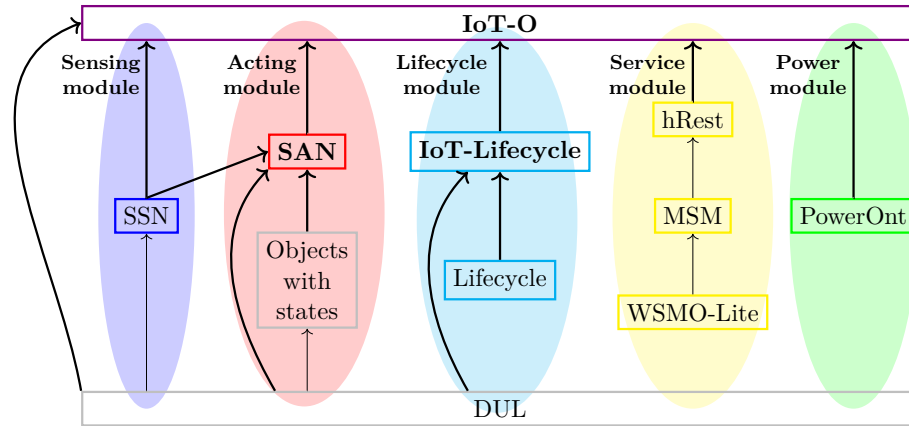 IoT-O
Sensing
module
Acting
module
Lifecycle
module
Service
module
Power
module
hRest
SAN
IoT-Lifecycle
SSN
MSM
PowerOnt
Objects
with
states
Lifecycle
WSMO-Lite
DUL